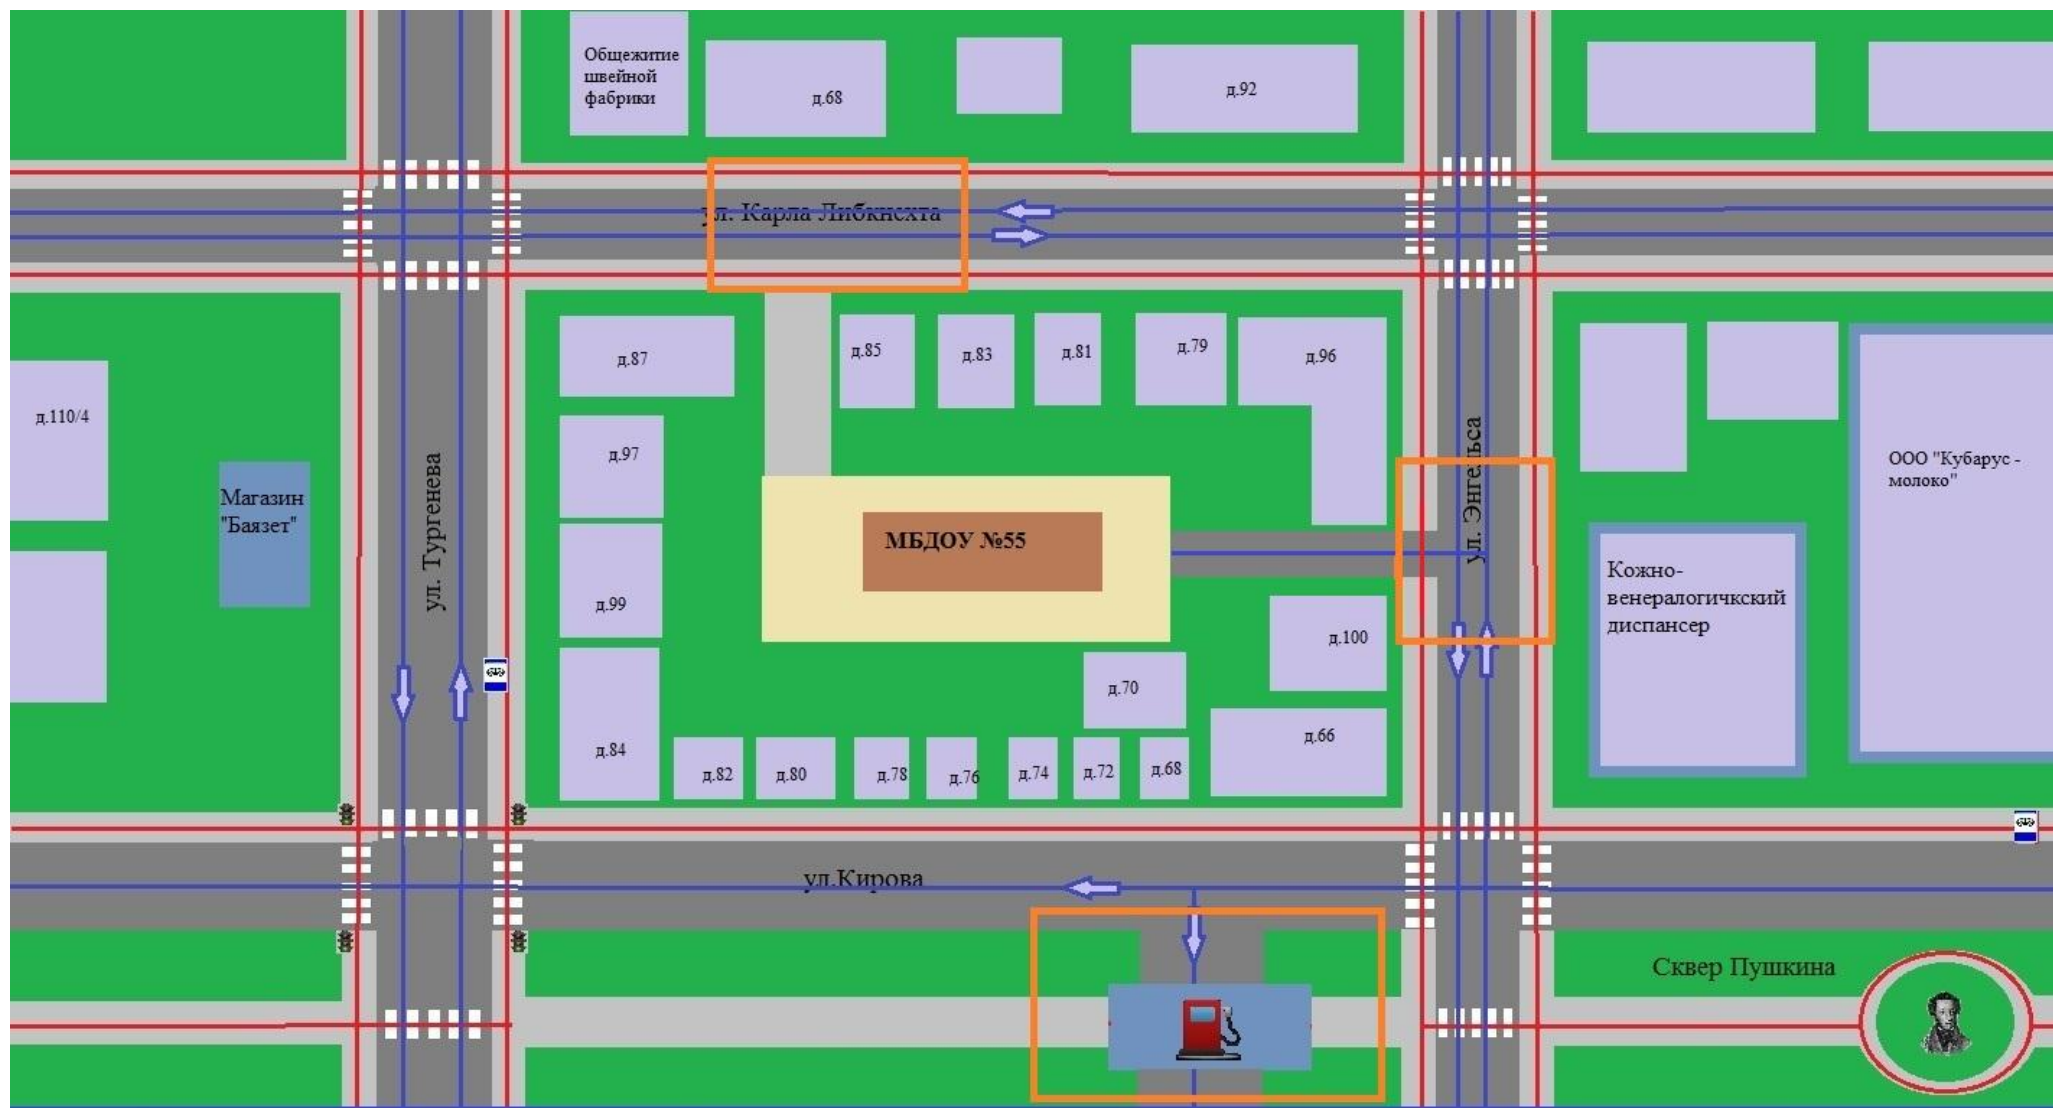 Общежитие
швейной
фабрики
д.68
д.92
ул. Карла Либкнехта
д.87
д.85
д.83
д.81
д.79
д.96
д.110/4
д.97
ул. Тургенева
ул. Энгельса
Магазин
"Баязет"
МБДОУ №55
ООО "Кубарус -
молоко"
Кожно-
венералогичкский
диспансер
д.99
д.100
д.70
д.84
д.82
д.80
д.78
д.76
д.74
д.72
д.68
д.66
ул.Кирова
Сквер Пушкина